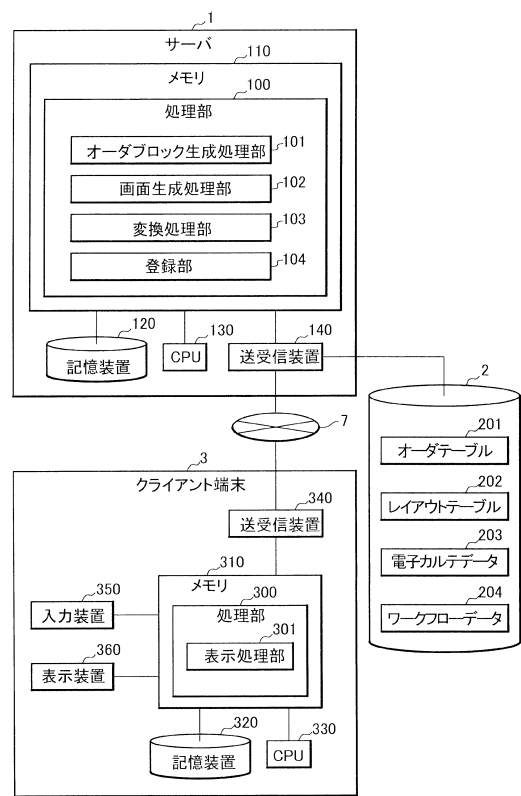 1
サーバ
110
メモリ
100
処理部
オーダブロック生成処理部 101
画面生成処理部 102
変換処理部 103
登録部 104
120
記憶装置
130
CPU
140
送受信装置
2
201
オーダテーブル
202
レイアウトテーブル
203
電子カルテデータ
204
ワークフローデータ
7
3
クライアント端末
340
送受信装置
310
メモリ
300
処理部
301
表示処理部
350
入力装置
360
表示装置
320
記憶装置
330
CPU